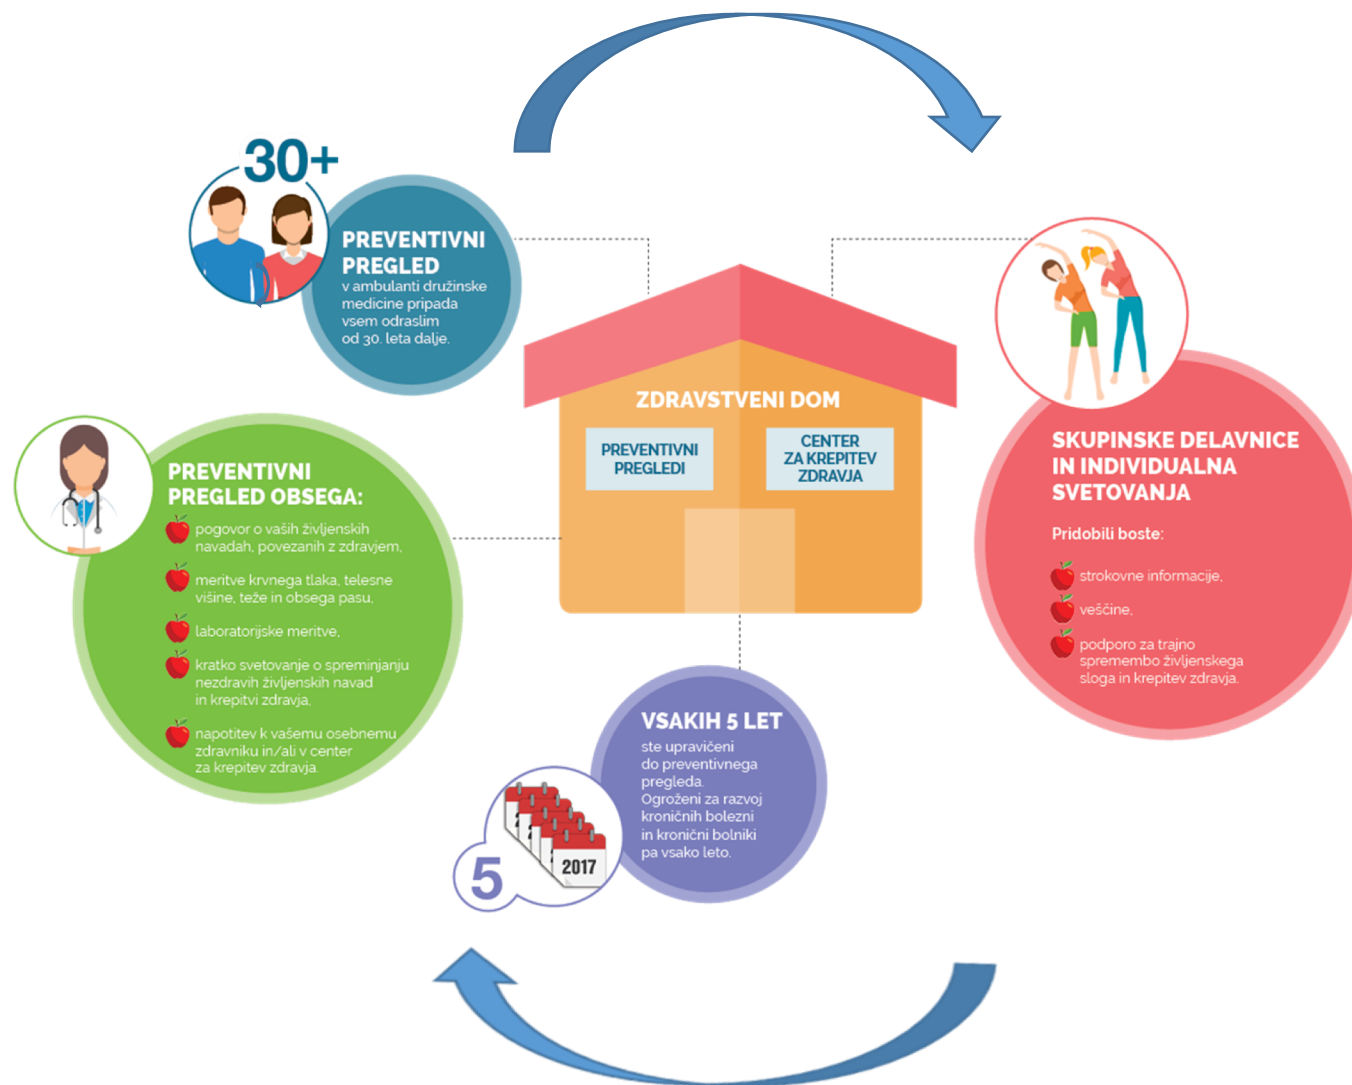 30+
PREVENTIVNI
PREGLED
v ambulanti družinske
medicine pripada
vsem odraslim
od 30. leta dalje.
ZDRAVSTVENI DOM
PREVENTIVNI
PREGLEDI
CENTER
ZA KREPITEV
ZDRAVJA
SKUPINSKE DELAVNICE
IN INDIVIDUALNA
SVETOVANJA
Pridobili boste:
strokovne informacije,
veščine,
podporo za trajno
spremembo življenskega
sloga in krepitev zdravja.
PREVENTIVNI
PREGLED OBSEGA:
pogovor o vaših življenskih
navadah, povezanih z zdravjem,
meritve krvnega tlaka, telesne
višine, teže in obsega pasu,
laboratorijske meritve,
kratko svetovanje o spreminjanju
nezdravih življenskih navad
in krepitvi zdravja,
napotitev k vašemu osebnemu
zdravniku in/ali v center
za krepitev zdravja.
VSAKIH 5 LET
ste upravičeni
do preventivnega
pregleda.
Ogroženi za razvoj
kroničnih bolezni
in kronični bolniki
pa vsako leto.
5
2017